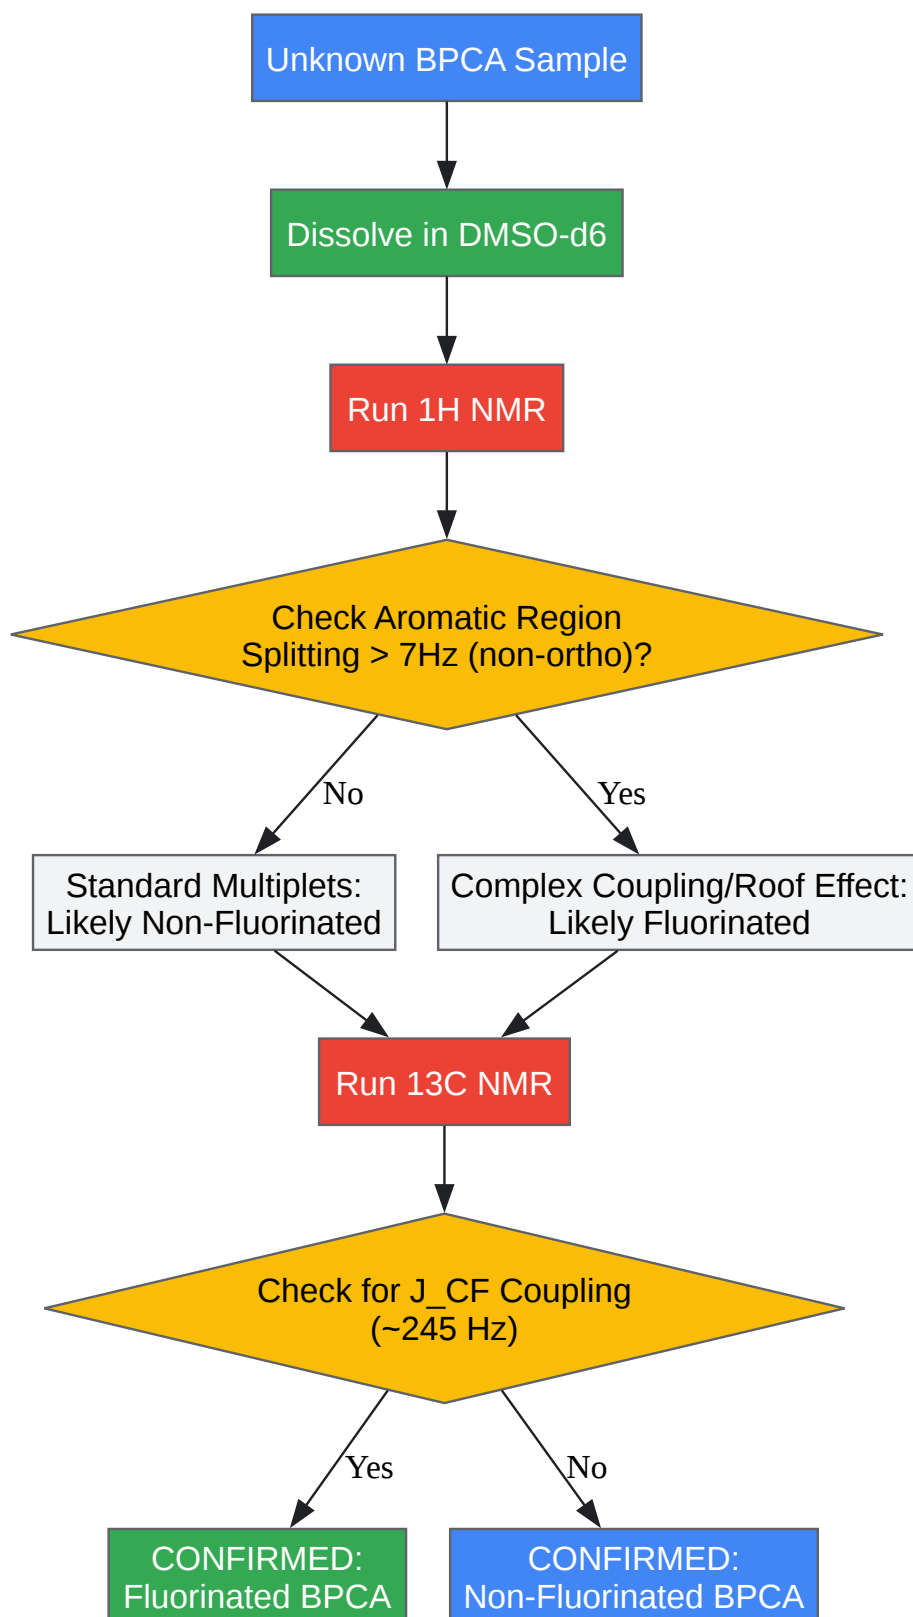 Unknown BPCA Sample
Dissolve in DMSO-d6
Run 1H NMR
Check Aromatic Region
Splitting > 7Hz (non-ortho)?
No
Yes
Standard Multiplets:
Likely Non-Fluorinated
Complex Coupling/Roof Effect:
Likely Fluorinated
Run 13C NMR
Check for J_CF Coupling
(~245 Hz)
Yes
No
CONFIRMED:
Fluorinated BPCA
CONFIRMED:
Non-Fluorinated BPCA